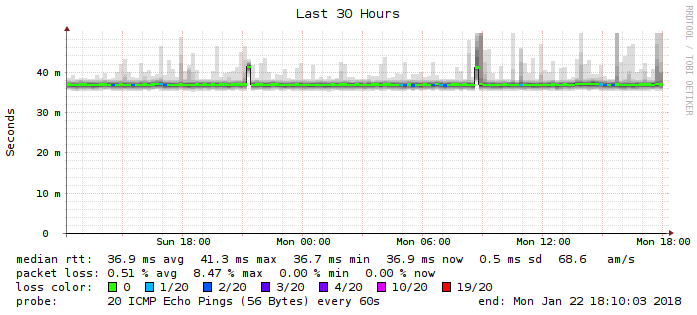 Last 30 Hours
RRDTOOL / TOBI OETIKER
Seconds
40 m
30 m
20 m
10 m
0
Sun 18:00 Mon 00:00 Mon 06:00 Mon 12:00 Mon 18:00
median rtt: 36.9 ms avg 41.3 ms max 36.7 ms min 36.9 ms now 0.5 ms sd 68.6 am/s
packet loss: 0.51 % avg 8.47 % max 0.00 % min 0.00 % now
loss color: 0 1/20 2/20 3/20 4/20 10/20 19/20
probe: 20 ICMP Echo Pings (56 Bytes) every 60s end: Mon Jan 22 18:10:03 2018